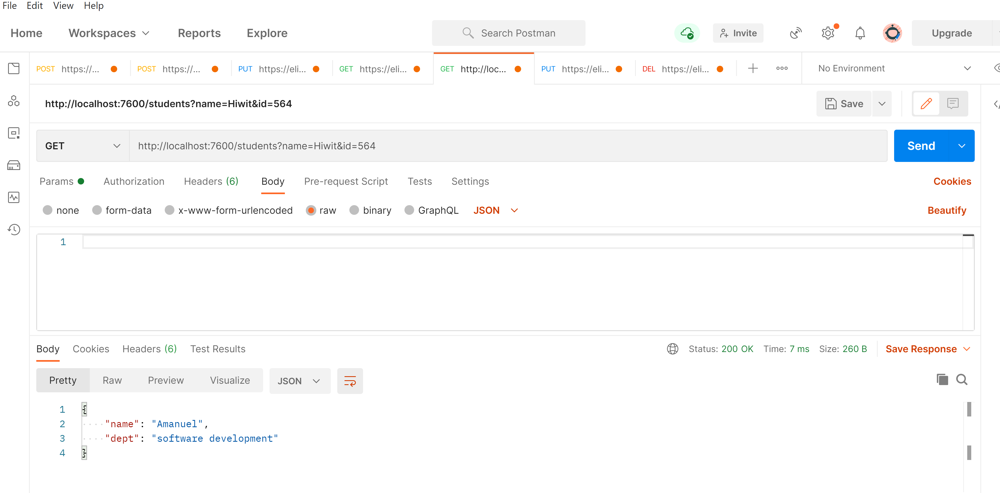 File Edit View Help
Home Workspaces Reports Explore Search Postman Invite Upgrade
POST https://... POST https://... PUT https://eli... GET https://eli... GET http://loc... PUT https://eli... DEL https://eli... No Environment
http://localhost:7600/students?name=Hiwit&id=564 Save
GET http://localhost:7600/students?name=Hiwit&id=564 Send
Params Authorization Headers (6) Body Pre-request Script Tests Settings Cookies
none form-data x-www-form-urlencoded raw binary GraphQL JSON Beautify
1
Body Cookies Headers (6) Test Results Status: 200 OK Time: 7 ms Size: 260 B Save Response
Pretty Raw Preview Visualize JSON
1 {
2 "name": "Amanuel",
3 "dept": "software development"
4 }